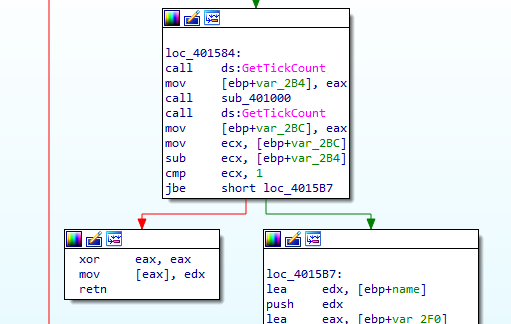 loc_401584:
call ds:GetTickCount
mov [ebp+var_2B4], eax
call sub_401000
call ds:GetTickCount
mov [ebp+var_2BC], eax
mov ecx, [ebp+var_2BC]
sub ecx, [ebp+var_2B4]
cmp ecx, 1
jbe short loc_4015B7
xor eax, eax
mov [eax], edx
retn
loc_4015B7:
lea edx, [ebp+name]
push edx
lea eax, [ebp+var_2F0]